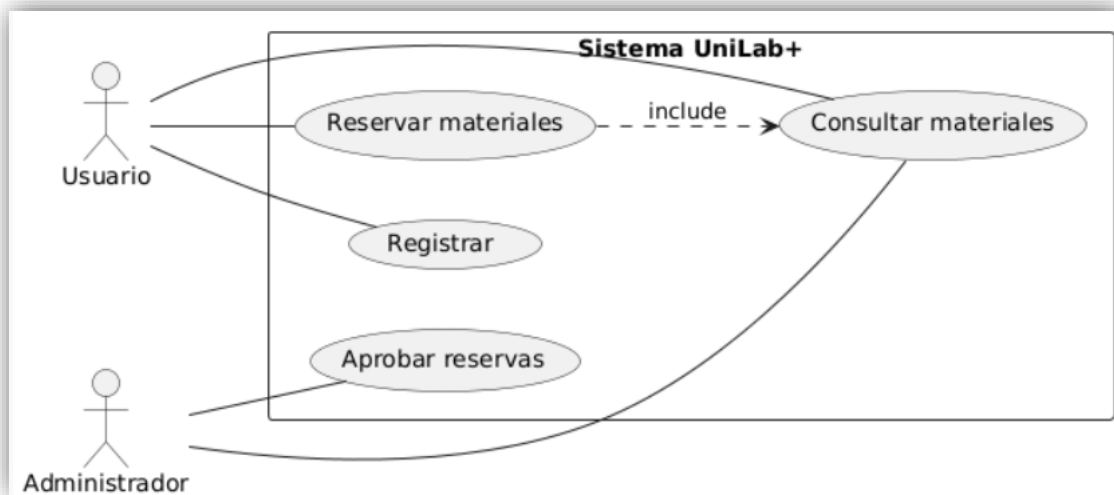 Sistema UniLab+
Reservar materiales
include
Consultar materiales
Usuario
Registrar
Aprobar reservas
Administrador